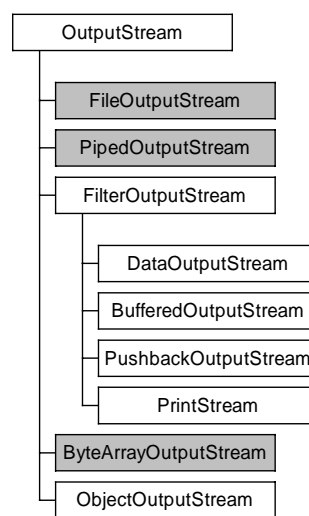 OutputStream
FileOutputStream
PipedOutputStream
FilterOutputStream
DataOutputStream
BufferedOutputStream
PushbackOutputStream
PrintStream
ByteArrayOutputStream
ObjectOutputStream